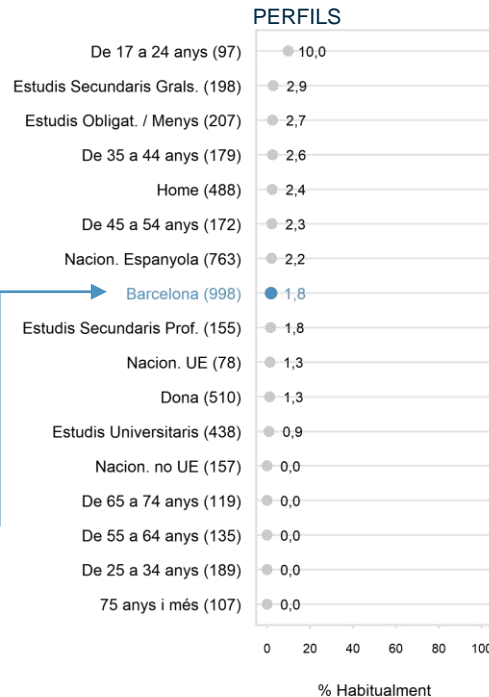 PERFILS
De 17 a 24 anys (97) 10,0
Estudis Secundaris Grals. (198) 2,9
Estudis Obligat. / Menys (207) 2,7
De 35 a 44 anys (179) 2,6
Home (488) 2,4
De 45 a 54 anys (172) 2,3
Nacion. Espanyola (763) 2,2
Barcelona (998) 1,8
Estudis Secundaris Prof. (155) 1,8
Nacion. UE (78) 1,3
Dona (510) 1,3
Estudis Universitaris (438) 0,9
Nacion. no UE (157) 0,0
De 65 a 74 anys (119) 0,0
De 55 a 64 anys (135) 0,0
De 25 a 34 anys (189) 0,0
75 anys i més (107) 0,0
0 20 40 60 80 100
% Habitualment